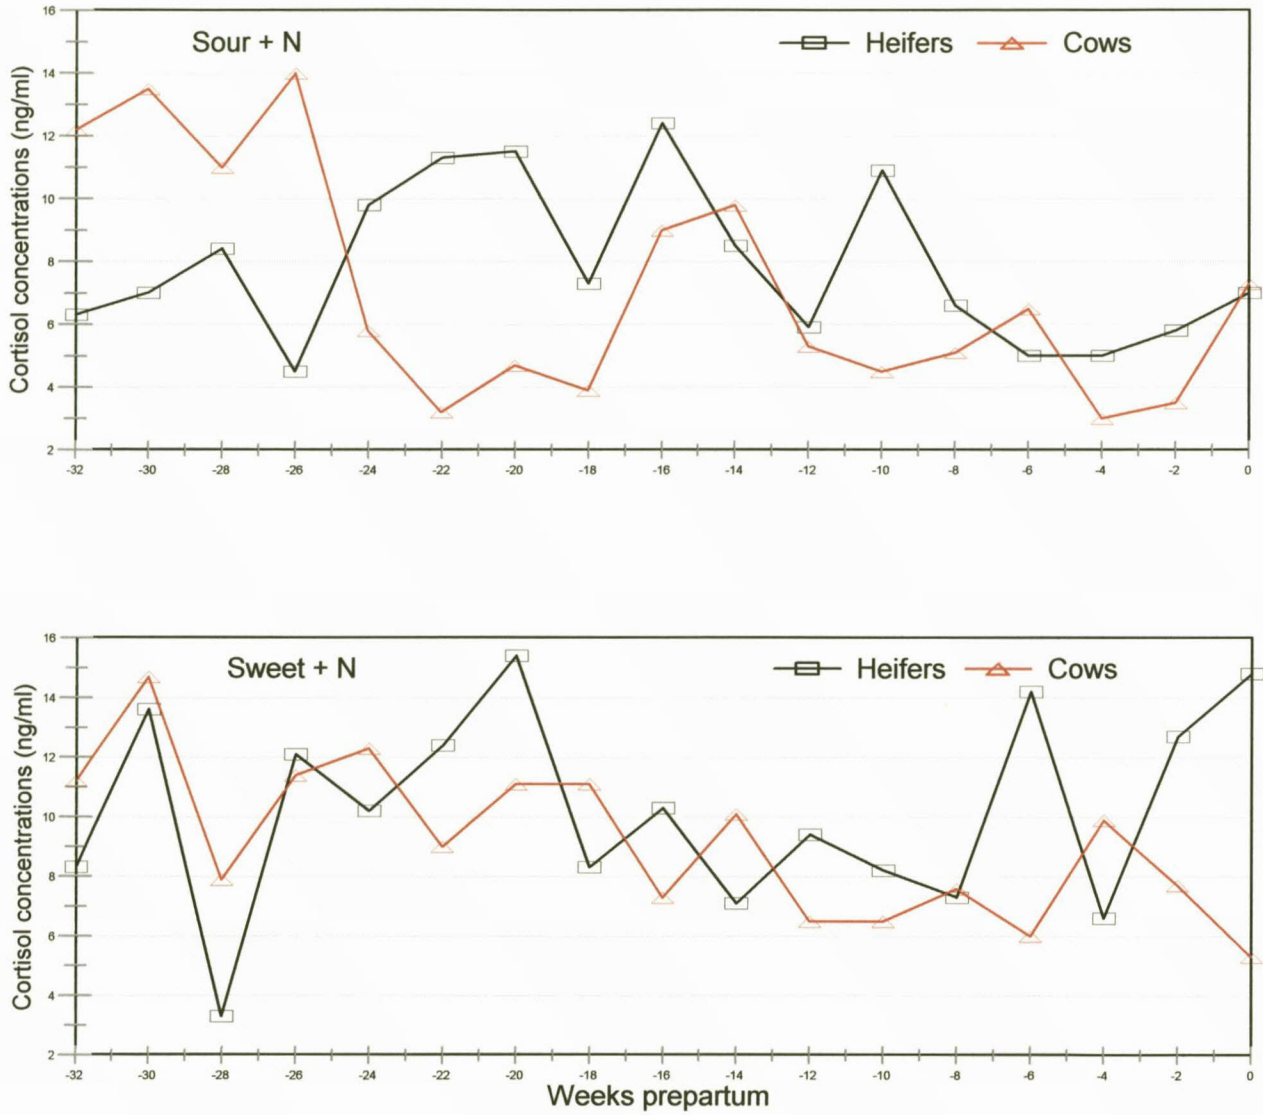 16
Sour + N Heifers Cows
14
12
10
8
6
4
2
Cortisol concentrations (ng/ml)
-32 -30 -28 -26 -24 -22 -20 -18 -16 -14 -12 -10 -8 -6 -4 -2 0
16
Sweet + N Heifers Cows
14
12
10
8
6
4
2
Cortisol concentrations (ng/ml)
-32 -30 -28 -26 -24 -22 -20 -18 -16 -14 -12 -10 -8 -6 -4 -2 0
Weeks prepartum